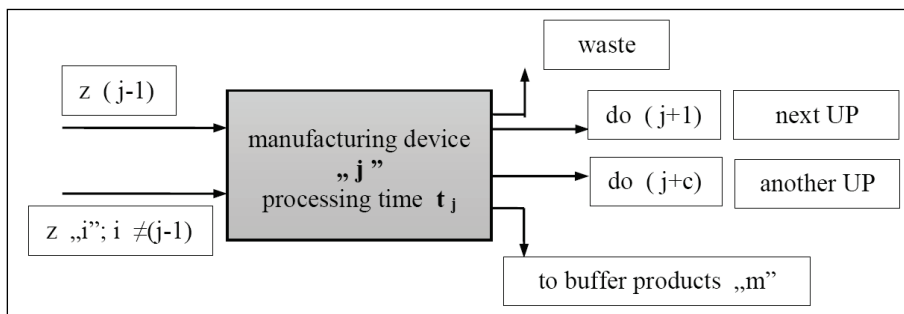 waste
z ( j-1)
do ( j+1)
next UP
manufacturing device
„ j ”
processing time t j
do ( j+c)
another UP
z „i”; i ≠(j-1)
to buffer products „m”